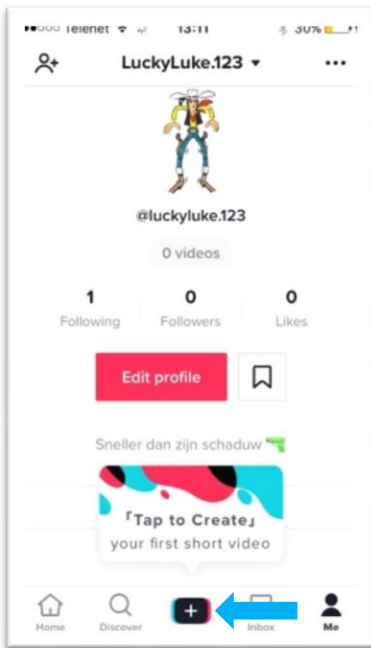 Telenet 13:11 30%
LuckyLuke.123
@luckyluke.123
0 videos
1 0 0
Following Followers Likes
Edit profile
Sneller dan zijn schaduw
「Tap to Create」
your first short video
Home Discover Inbox Me